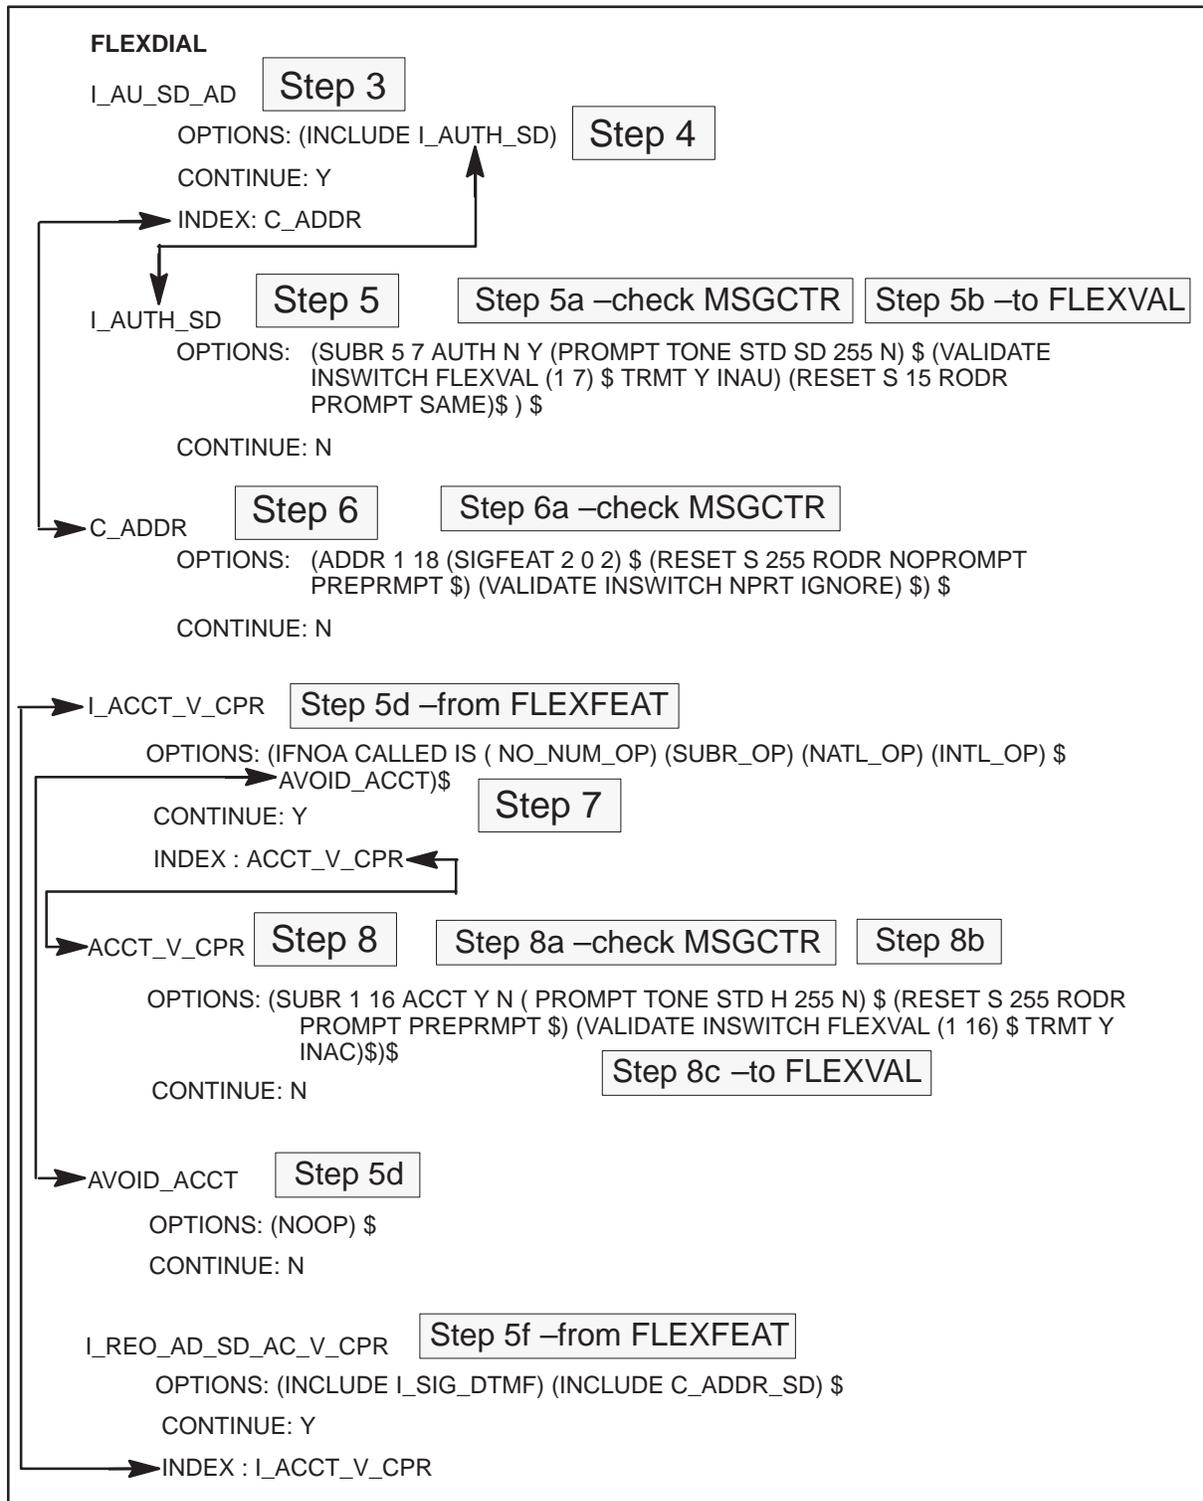 FLEXDIAL
I_AU_SD_AD Step 3
OPTIONS: (INCLUDE I_AUTH_SD) Step 4
CONTINUE: Y
INDEX: C_ADDR
I_AUTH_SD Step 5 Step 5a –check MSGCTR Step 5b –to FLEXVAL
OPTIONS: (SUBR 5 7 AUTH N Y (PROMPT TONE STD SD 255 N) $ (VALIDATE
INSWITCH FLEXVAL (1 7) $ TRMT Y INAU) (RESET S 15 RODR
PROMPT SAME)$ ) $
CONTINUE: N
C_ADDR Step 6 Step 6a –check MSGCTR
OPTIONS: (ADDR 1 18 (SIGFEAT 2 0 2) $ (RESET S 255 RODR NOPROMPT
PREPRMPT $) (VALIDATE INSWITCH NPRT IGNORE) $) $
CONTINUE: N
I_ACCT_V_CPR Step 5d –from FLEXFEAT
OPTIONS: (IFNOA CALLED IS ( NO_NUM_OP) (SUBR_OP) (NATL_OP) (INTL_OP) $
AVOID_ACCT)$
CONTINUE: Y Step 7
INDEX : ACCT_V_CPR
ACCT_V_CPR Step 8 Step 8a –check MSGCTR Step 8b
OPTIONS: (SUBR 1 16 ACCT Y N ( PROMPT TONE STD H 255 N) $ (RESET S 255 RODR
PROMPT PREPRMPT $) (VALIDATE INSWITCH FLEXVAL (1 16) $ TRMT Y
INAC)$)$
Step 8c –to FLEXVAL
CONTINUE: N
AVOID_ACCT Step 5d
OPTIONS: (NOOP) $
CONTINUE: N
I_REO_AD_SD_AC_V_CPR Step 5f –from FLEXFEAT
OPTIONS: (INCLUDE I_SIG_DTMF) (INCLUDE C_ADDR_SD) $
CONTINUE: Y
INDEX : I_ACCT_V_CPR